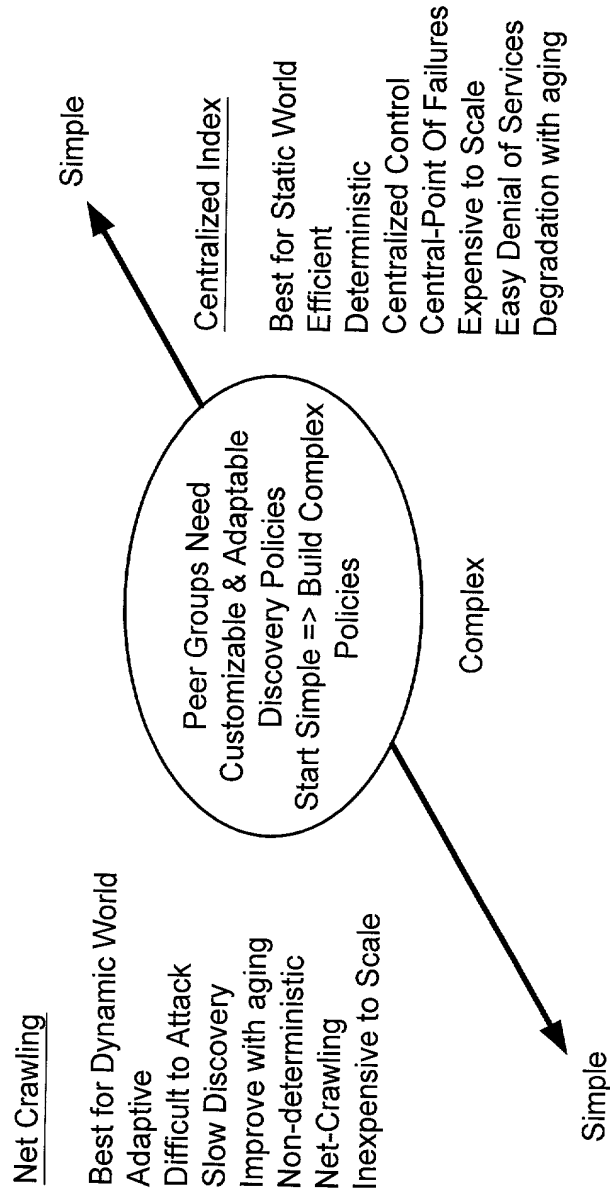 Net Crawling
Best for Dynamic World
Adaptive
Difficult to Attack
Slow Discovery
Improve with aging
Non-deterministic
Net-Crawling
Inexpensive to Scale
Simple
Peer Groups Need
Customizable & Adaptable
Discovery Policies
Start Simple => Build Complex
Policies
Complex
Simple
Centralized Index
Best for Static World
Efficient
Deterministic
Centralized Control
Central-Point Of Failures
Expensive to Scale
Easy Denial of Services
Degradation with aging